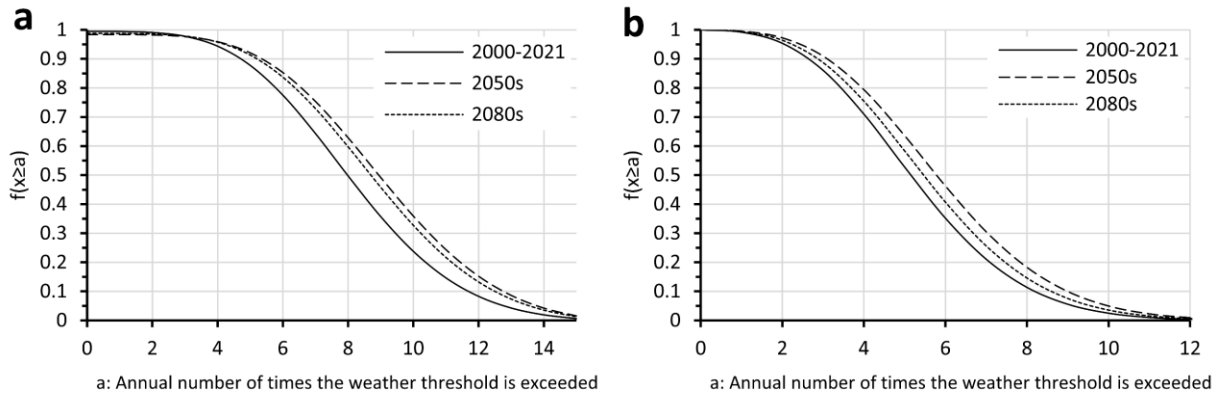 a
1
0.9
0.8
0.7
0.6
0.5
0.4
0.3
0.2
0.1
0
f(x≥a)
2000-2021
2050s
2080s
0 2 4 6 8 10 12 14
a: Annual number of times the weather threshold is exceeded
b
1
0.9
0.8
0.7
0.6
0.5
0.4
0.3
0.2
0.1
0
f(x≥a)
2000-2021
2050s
2080s
0 2 4 6 8 10 12
a: Annual number of times the weather threshold is exceeded